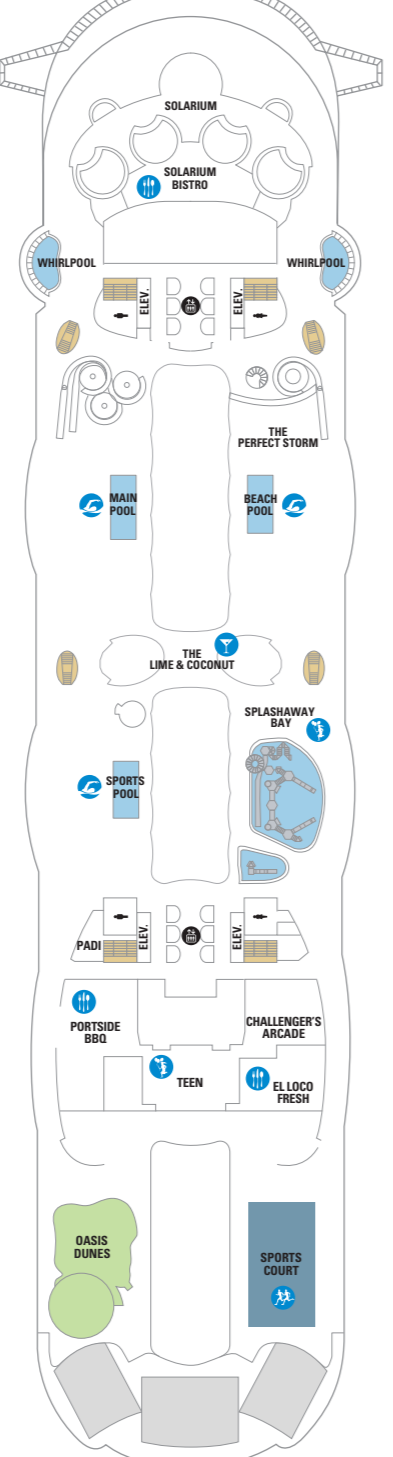 SOLARIUM
SOLARIUM
BISTRO
WHIRLPOOL
WHIRLPOOL
ELEV.
ELEV.
THE
PERFECT STORM
MAIN
POOL
BEACH
POOL
THE
LIME & COCONUT
SPLASHAWAY
BAY
SPORTS
POOL
PADI
ELEV.
ELEV.
PORTSIDE
BBQ
CHALLENGER'S
ARCADE
TEEN
EL LOCO
FRESH
OASIS
DUNES
SPORTS
COURT